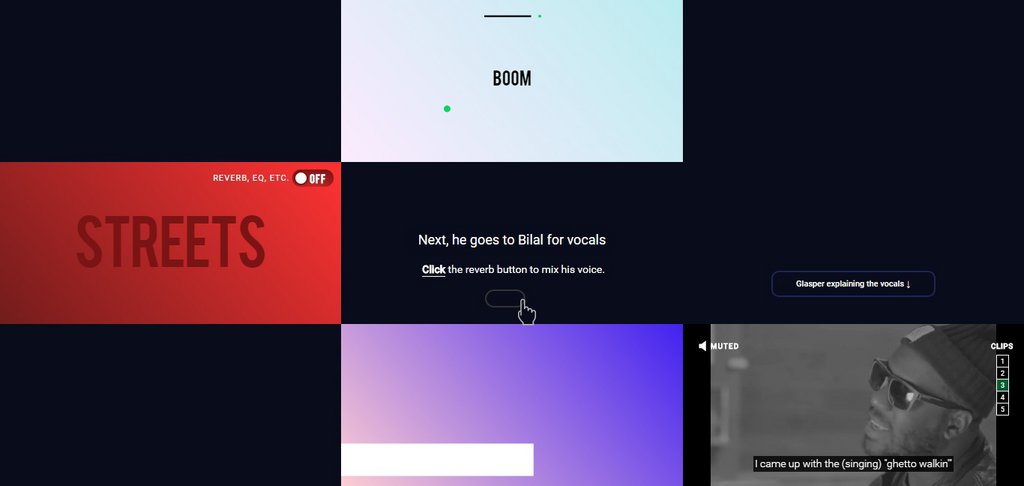 BOOM
REVERB, EQ, ETC. OFF
STREETS
Next, he goes to Bilal for vocals
Click the reverb button to mix his voice.
Glasper explaining the vocals ↓
MUTED
CLIPS
1
2
3
4
5
I came up with the (singing) "ghetto walkin'"